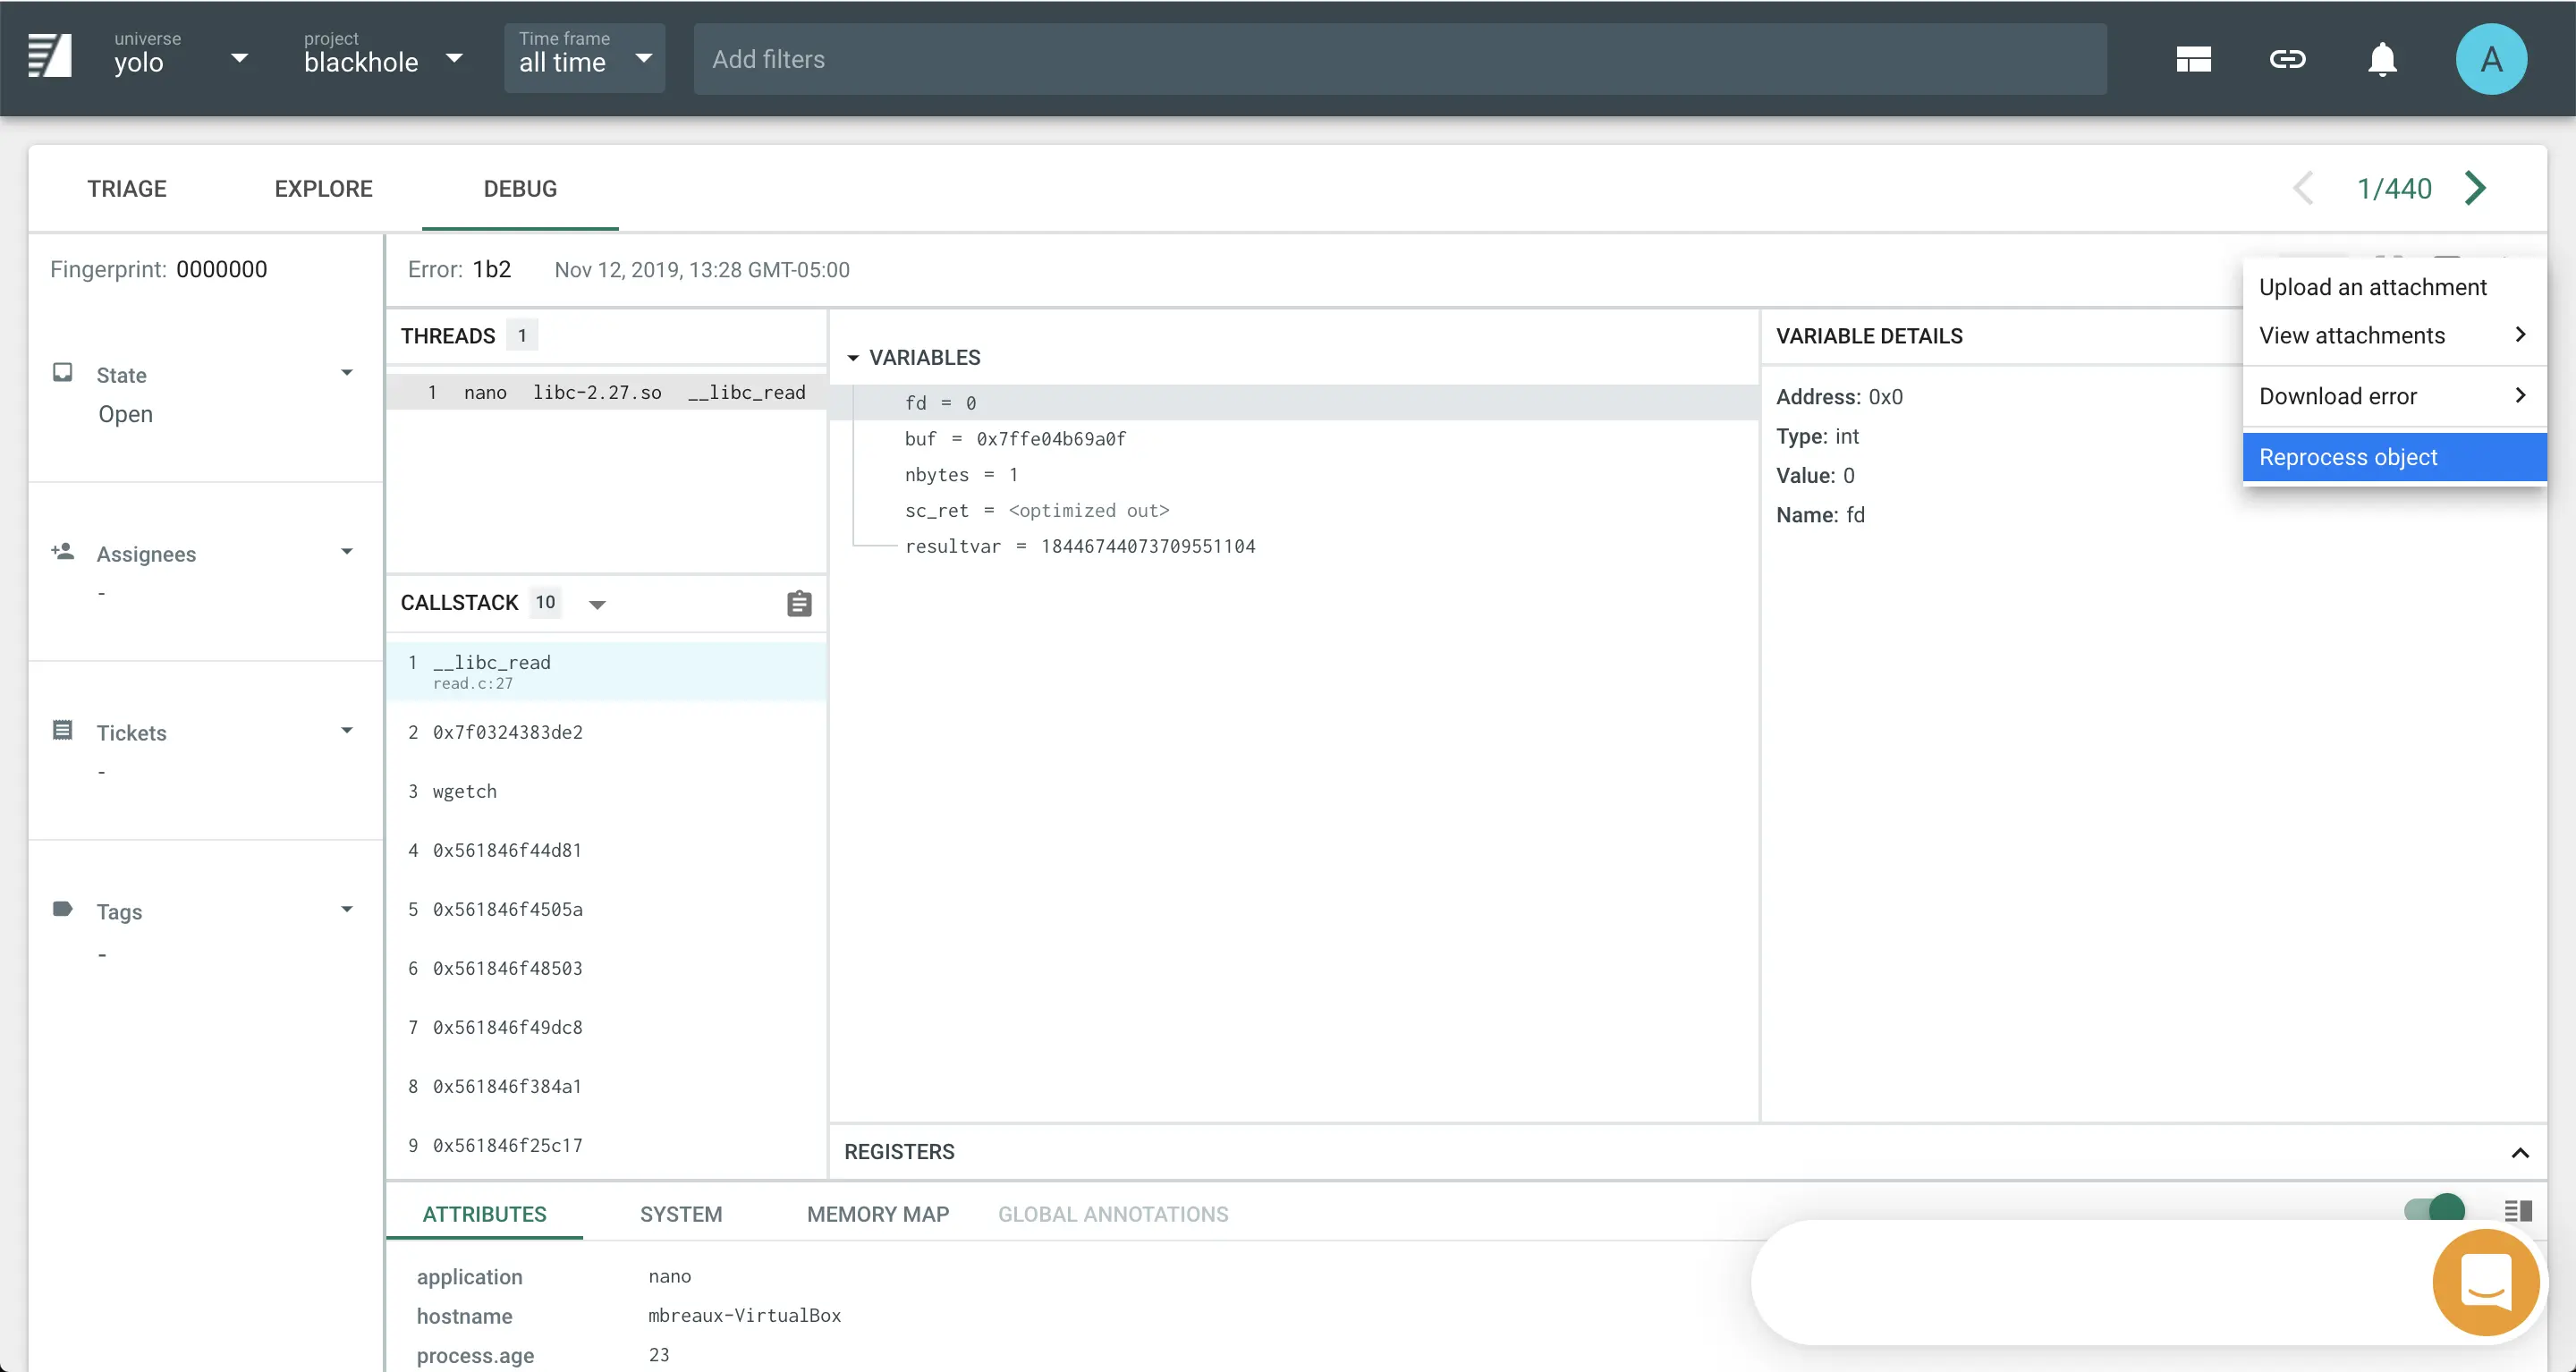 universe
yolo
project
blackhole
Time frame
all time
Add filters
A
TRIAGE
EXPLORE
DEBUG
1/440
Fingerprint: 0000000
Error: 1b2
Nov 12, 2019, 13:28 GMT-05:00
Upload an attachment
View attachments
Download error
Reprocess object
State
Open
Assignees
-
Tickets
-
Tags
-
THREADS 1
1 nano libc-2.27.so __libc_read
CALLSTACK 10
1 __libc_read
read.c:27
2 0x7f0324383de2
3 wgetch
4 0x561846f44d81
5 0x561846f4505a
6 0x561846f48503
7 0x561846f49dc8
8 0x561846f384a1
9 0x561846f25c17
VARIABLES
fd = 0
buf = 0x7ffe04b69a0f
nbytes = 1
sc_ret = <optimized out>
resultvar = 18446744073709551104
VARIABLE DETAILS
Address: 0x0
Type: int
Value: 0
Name: fd
REGISTERS
ATTRIBUTES
SYSTEM
MEMORY MAP
GLOBAL ANNOTATIONS
application nano
hostname mbreaux-VirtualBox
process.age 23